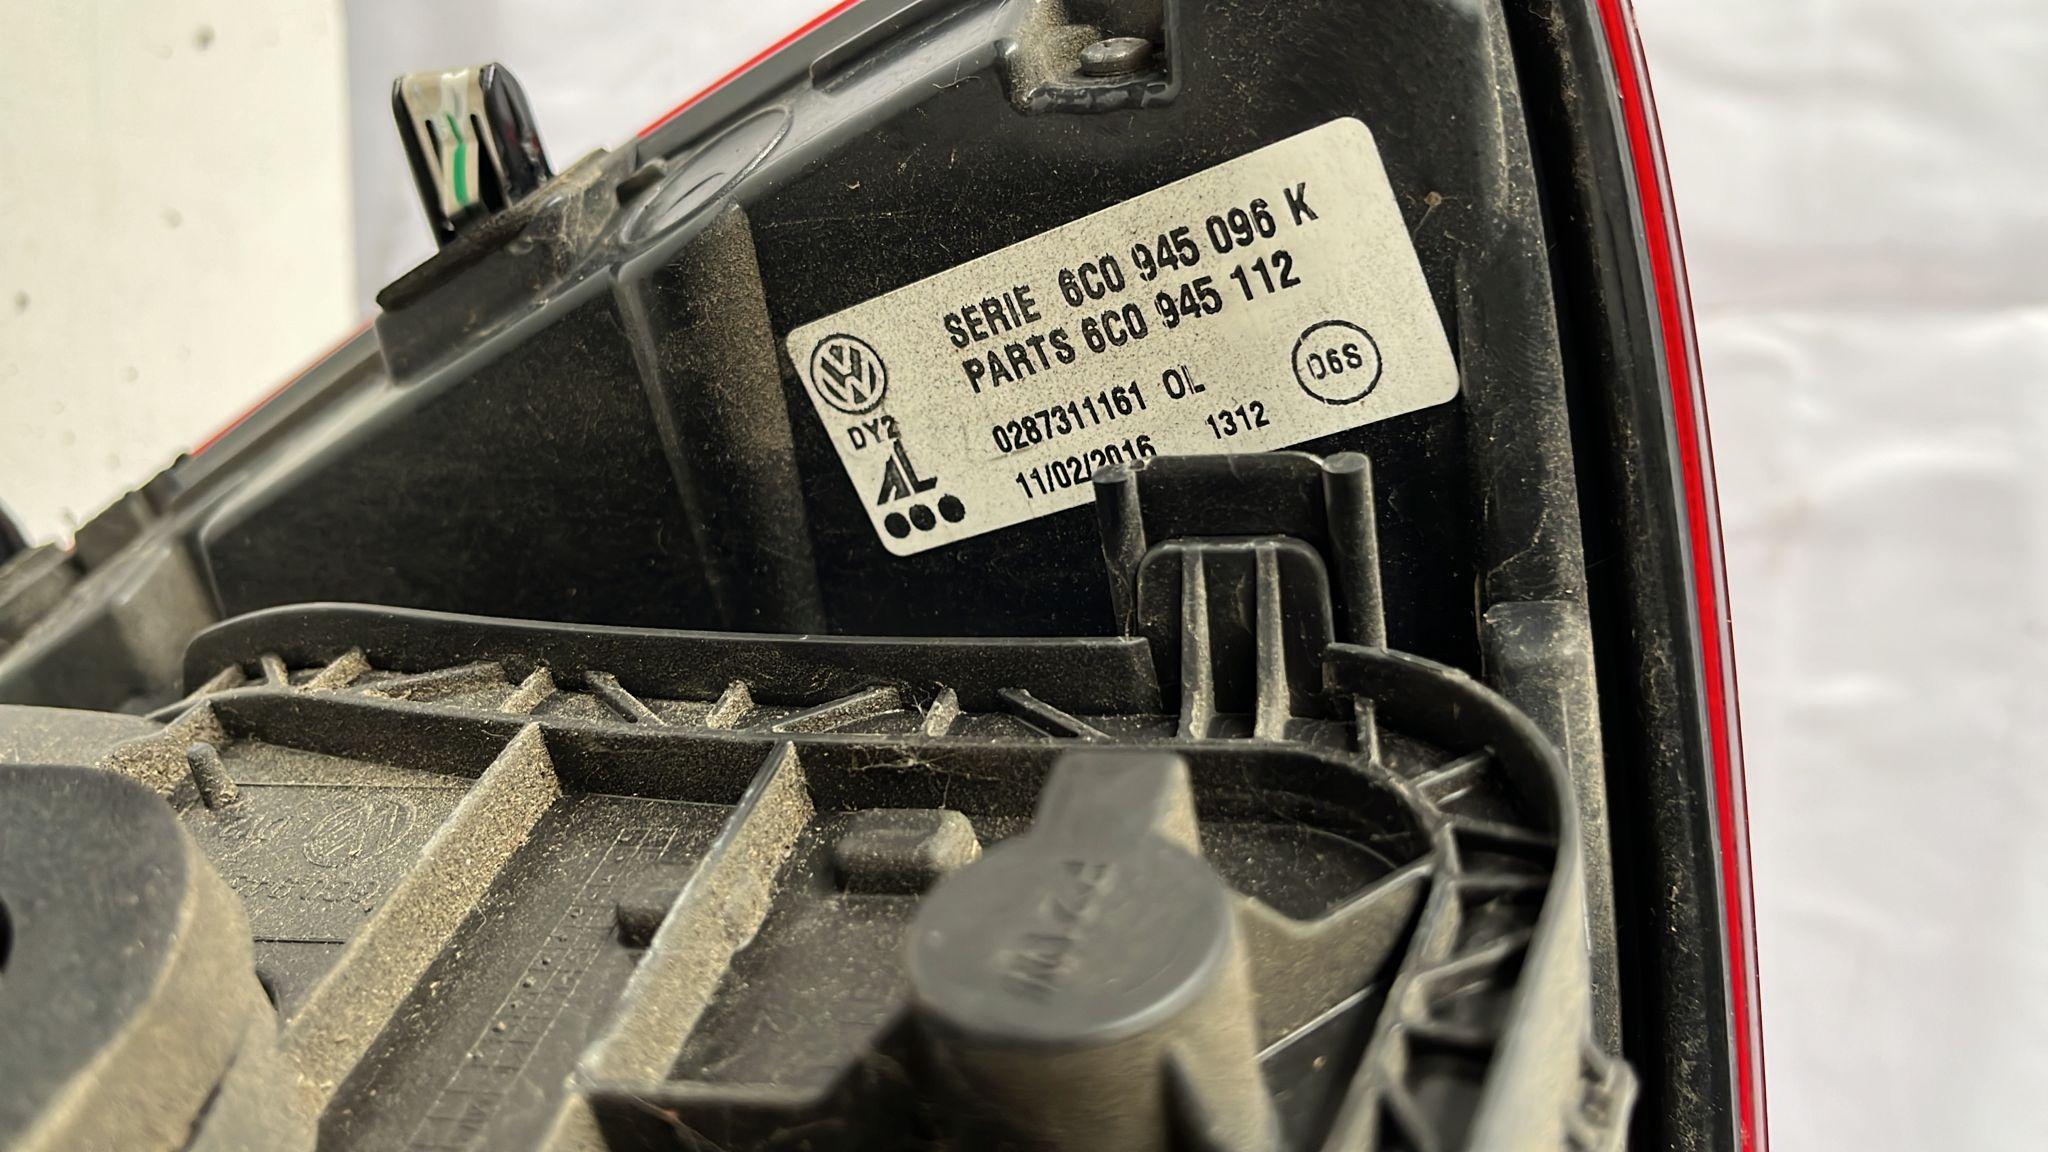 SERIE 6C0 945 096 K
PARTS 6C0 945 112
DY2
0287311161 OL
11/02/2016 1312
D6S
AL